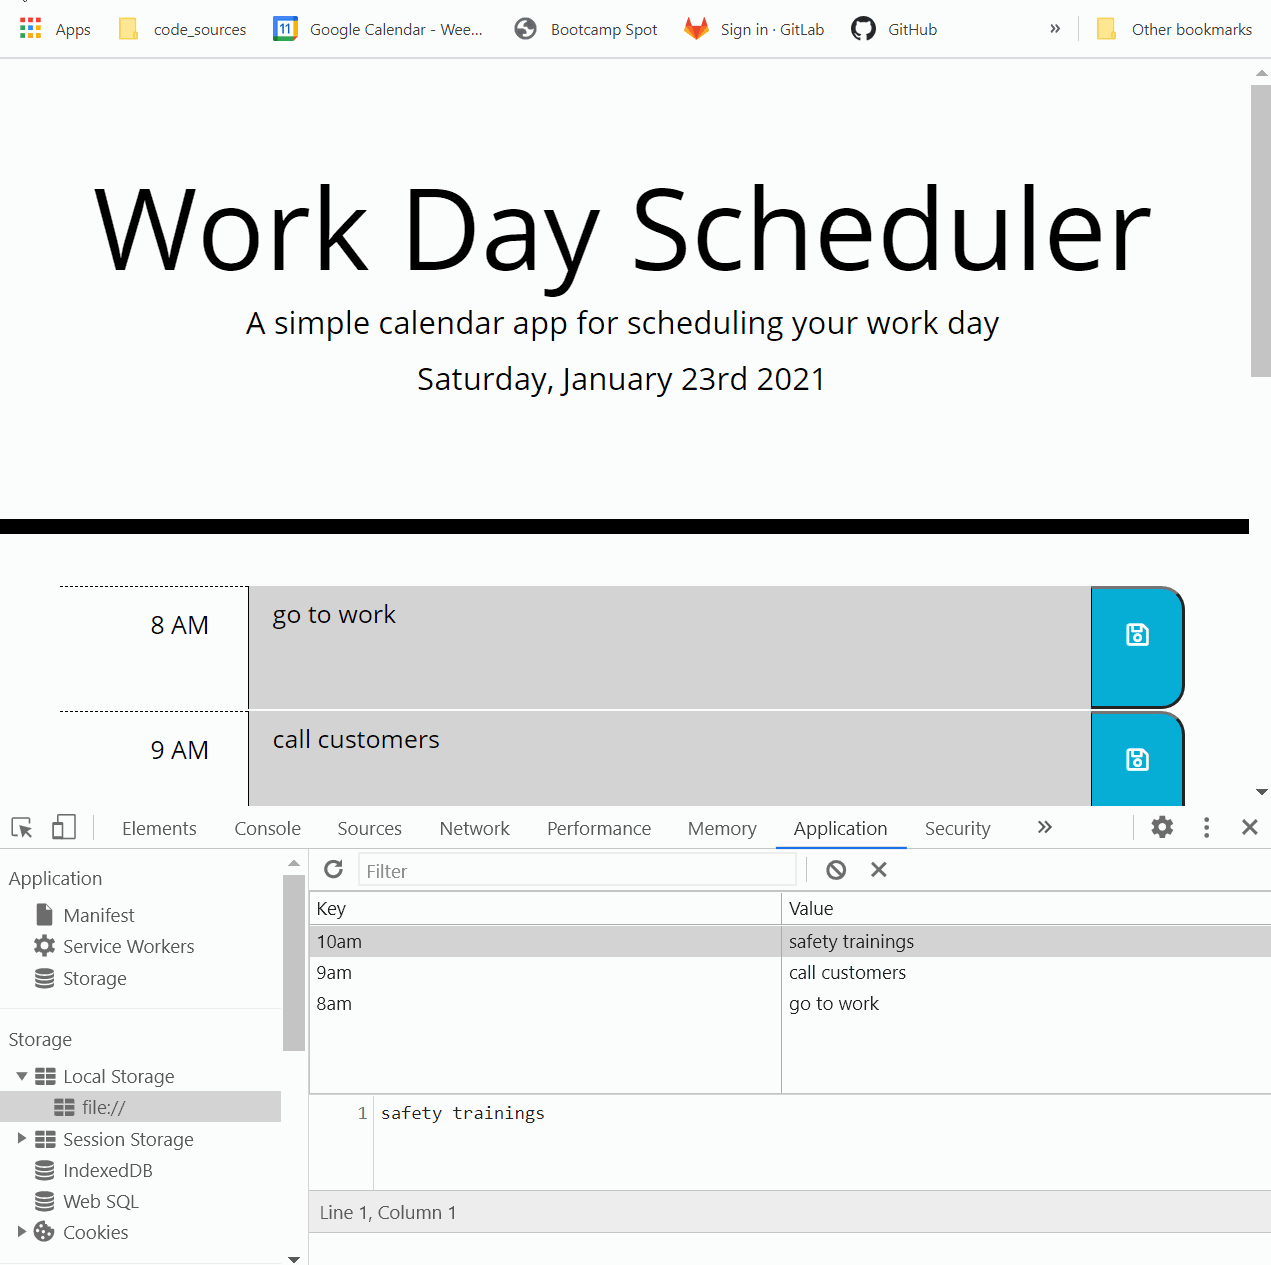 Apps code_sources 11 Google Calendar - Wee... Bootcamp Spot Sign in · GitLab GitHub » Other bookmarks
Work Day Scheduler
A simple calendar app for scheduling your work day
Saturday, January 23rd 2021
8 AM go to work
9 AM call customers
Elements Console Sources Network Performance Memory Application Security »
Application
Manifest
Service Workers
Storage
Storage
Local Storage
file://
Session Storage
IndexedDB
Web SQL
Cookies
Filter
Key Value
10am safety trainings
9am call customers
8am go to work
1 safety trainings
Line 1, Column 1